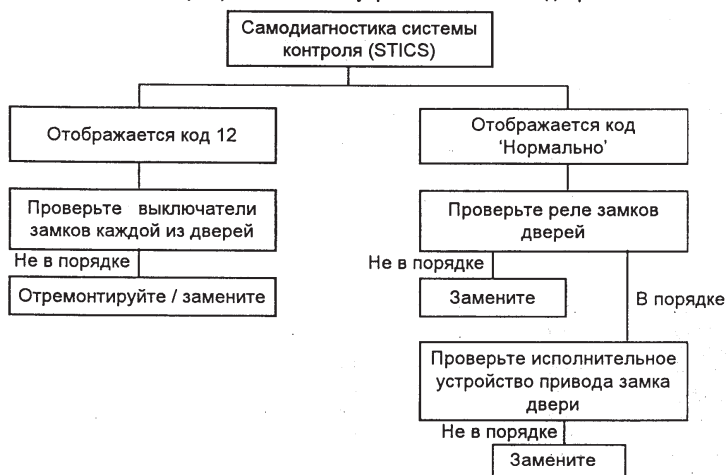 Самодиагностика системы
контроля (STICS)
Отображается код 12
Отображается код
‘Нормально’
Проверьте выключатели
замков каждой из дверей
Проверьте реле замков
дверей
Не в порядке
Не в порядке
Отремонтируйте / замените
Замените
В порядке
Проверьте исполнительное
устройство привода замка
двери
Не в порядке
Замените